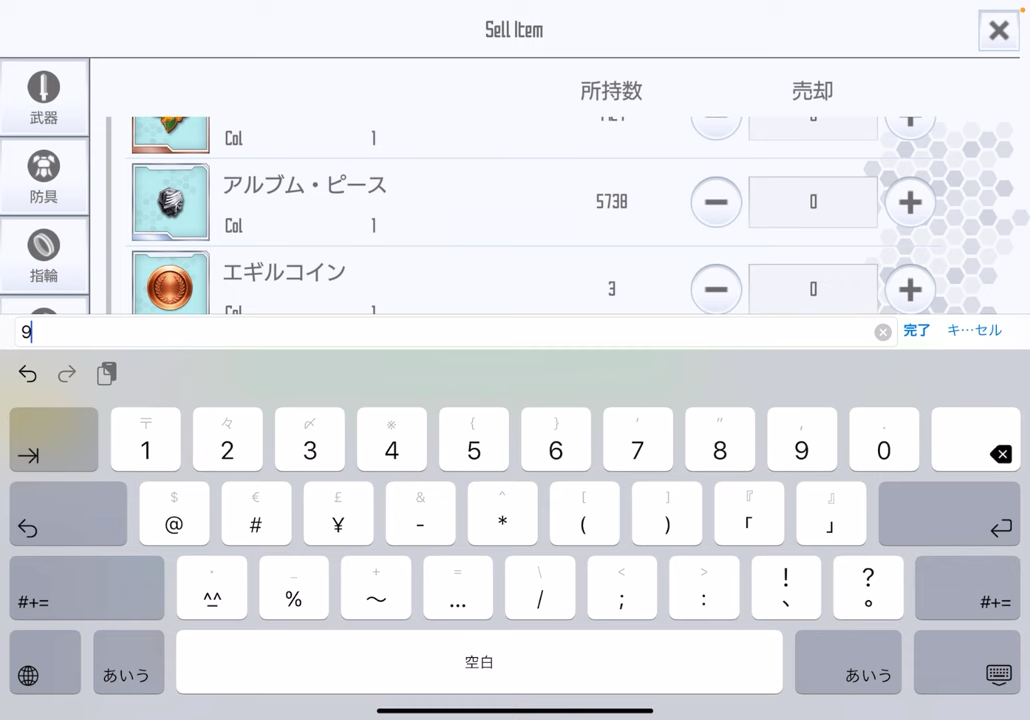 Sell Item
所持数
売却
武器
Col 1
防具
アルブム・ピース
5738
0
Col 1
指輪
エギルコイン
3
0
Col 1
9
完了
キ…セル
〒 々 〆 ※ { } ' " , .
1 2 3 4 5 6 7 8 9 0
$ € £ & ^ [ ] 『 』
@ # ¥ - * ( ) 「 」
· _ + = \ < > ! ?
#+= ^^ % 〜 … / ; : 、 。 #+=
あいう
空白
あいう